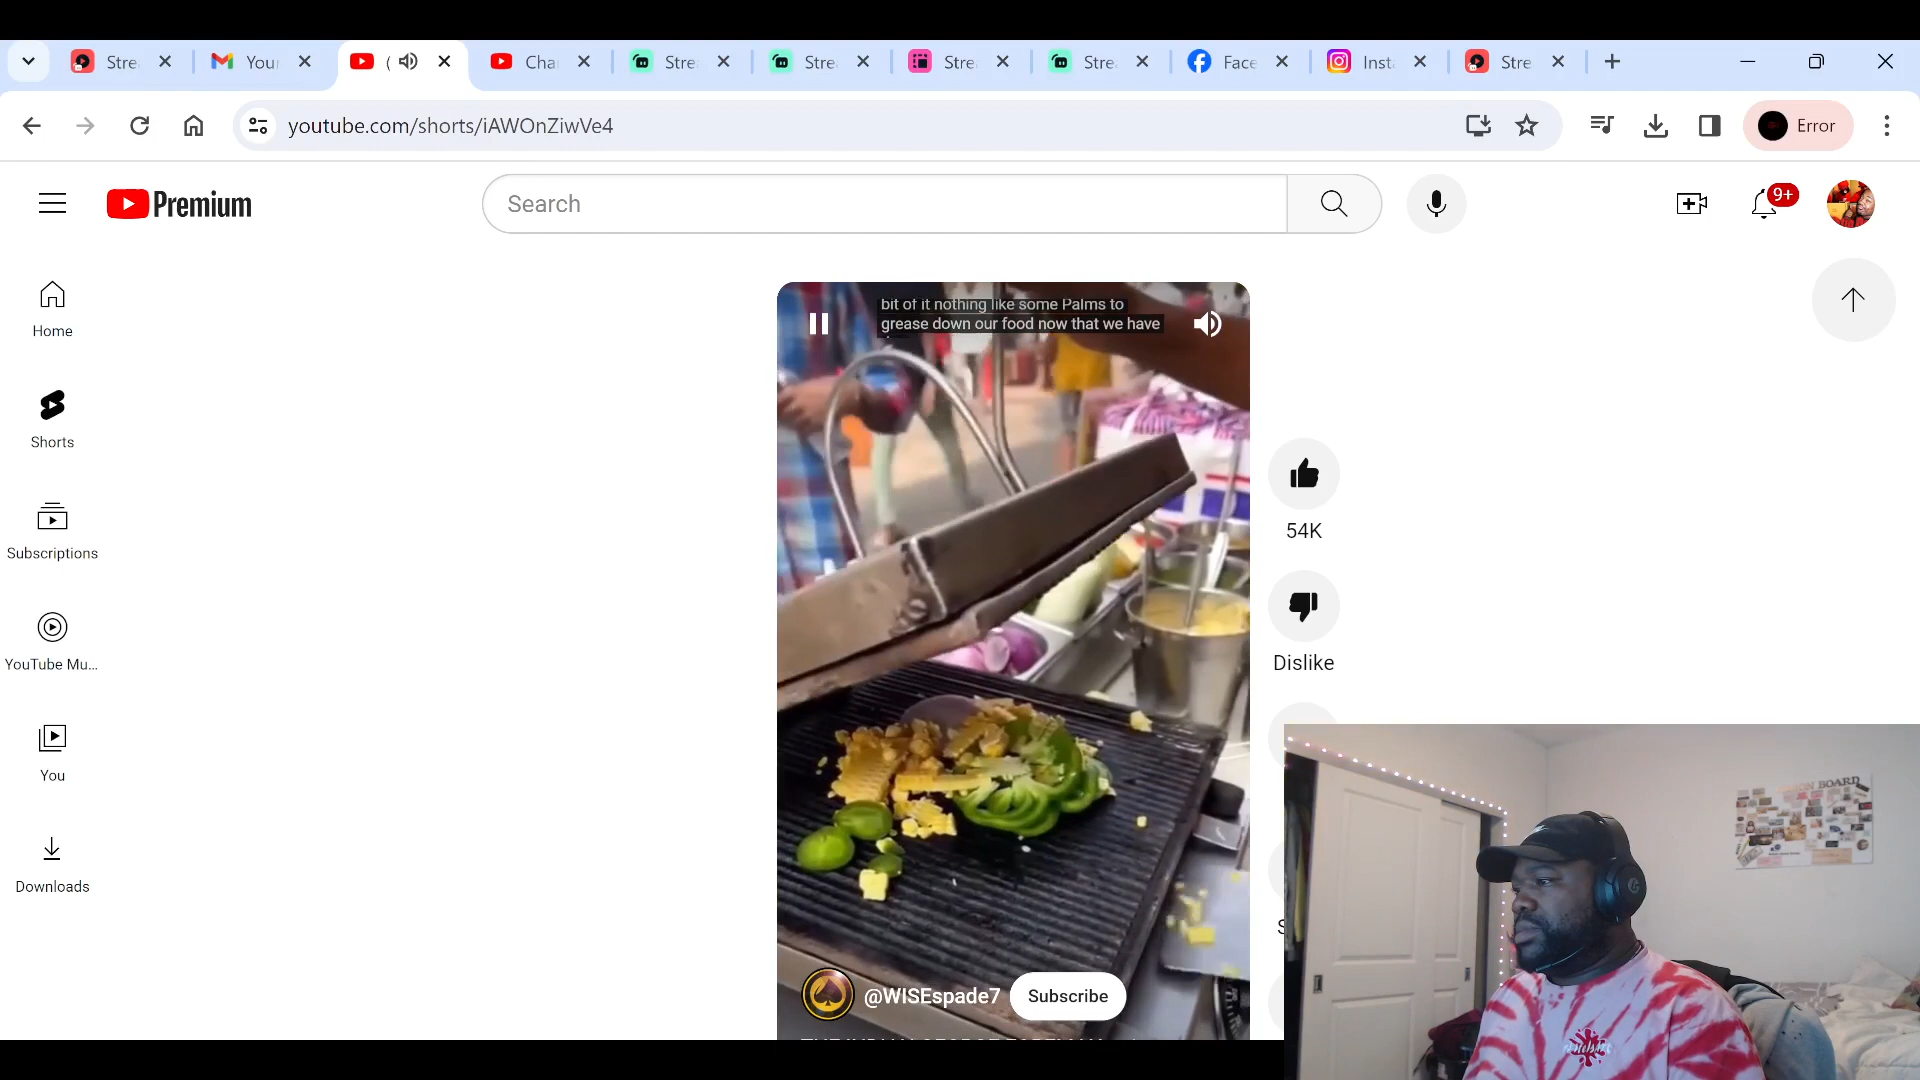 Stre
You
(
Cha
Stre
Stre
Stre
Stre
Face
Inst
Stre
youtube.com/shorts/iAWOnZiwVe4
Error
Premium
Search
9+
Home
Shorts
Subscriptions
YouTube Mu...
You
Downloads
bit of it nothing like some Palms to
grease down our food now that we have
54K
Dislike
S
@WISEspade7
Subscribe
VISION BOARD